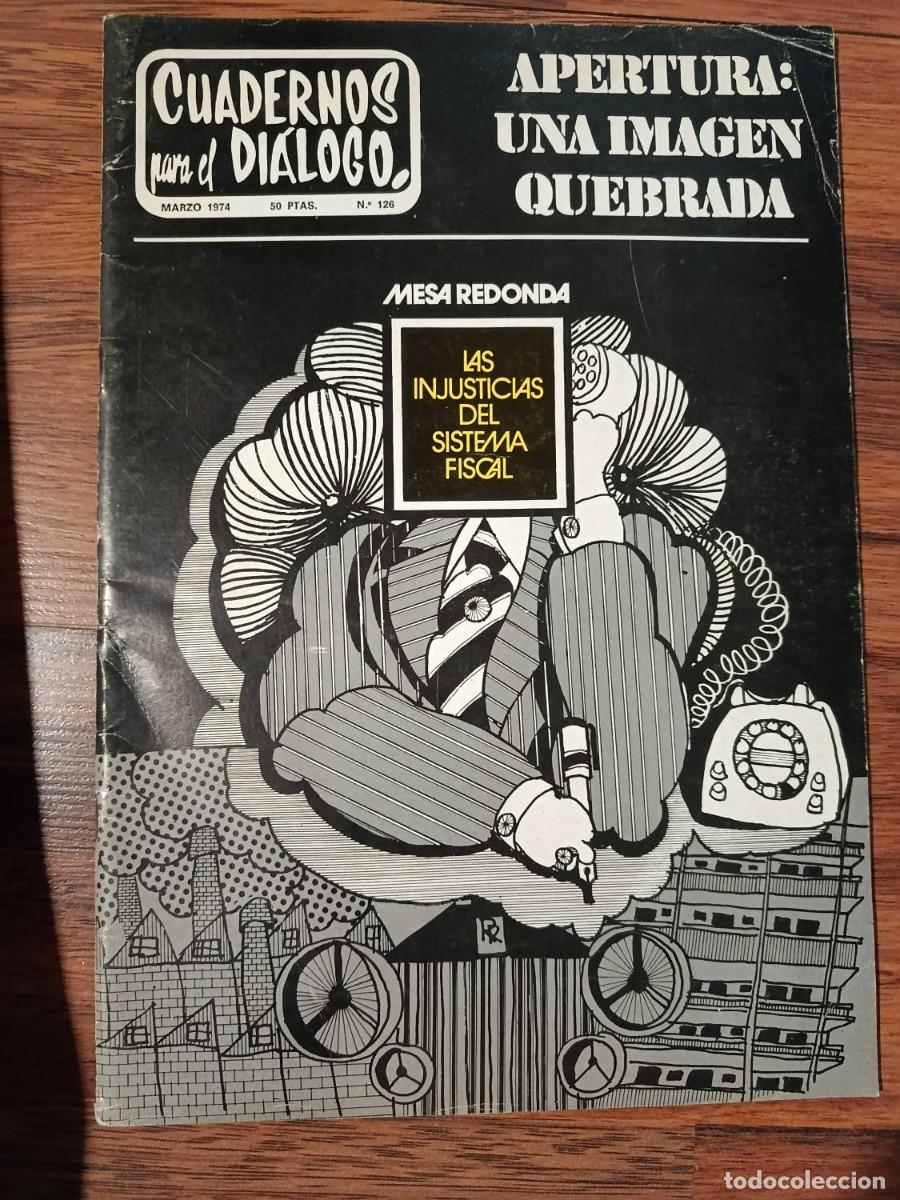 CUADERNOS
para el DIÁLOGO.
MARZO 1974 50 PTAS. N.º 126
APERTURA:
UNA IMAGEN
QUEBRADA
MESA REDONDA
LAS
INJUSTICIAS
DEL
SISTEMA
FISCAL
todocoleccion